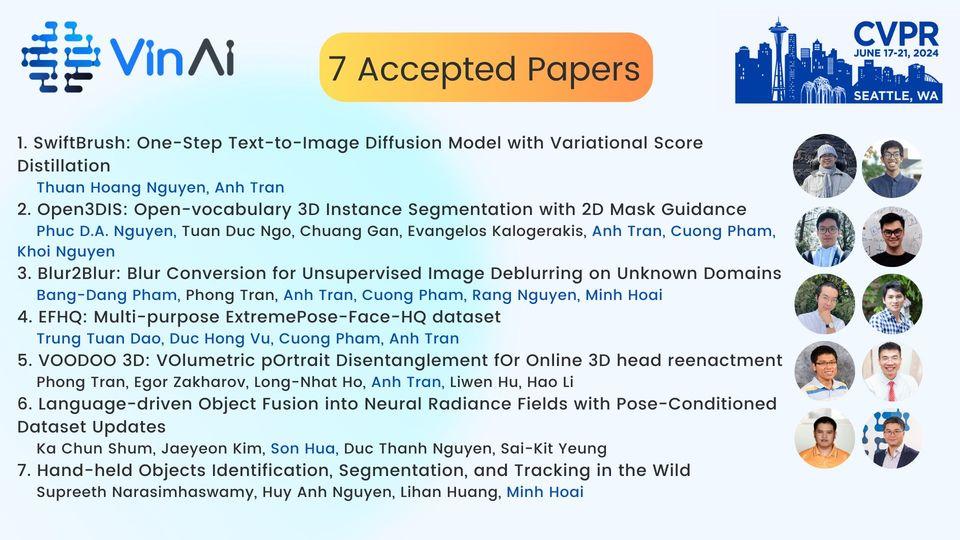 VinAi
7 Accepted Papers
CVPR
JUNE 17-21, 2024
SEATTLE, WA
1. SwiftBrush: One-Step Text-to-Image Diffusion Model with Variational Score
Distillation
Thuan Hoang Nguyen, Anh Tran
2. Open3DIS: Open-vocabulary 3D Instance Segmentation with 2D Mask Guidance
Phuc D.A. Nguyen, Tuan Duc Ngo, Chuang Gan, Evangelos Kalogerakis, Anh Tran, Cuong Pham,
Khoi Nguyen
3. Blur2Blur: Blur Conversion for Unsupervised Image Deblurring on Unknown Domains
Bang-Dang Pham, Phong Tran, Anh Tran, Cuong Pham, Rang Nguyen, Minh Hoai
4. EFHQ: Multi-purpose ExtremePose-Face-HQ dataset
Trung Tuan Dao, Duc Hong Vu, Cuong Pham, Anh Tran
5. VOODOO 3D: VOlumetric pOrtrait Disentanglement fOr Online 3D head reenactment
Phong Tran, Egor Zakharov, Long-Nhat Ho, Anh Tran, Liwen Hu, Hao Li
6. Language-driven Object Fusion into Neural Radiance Fields with Pose-Conditioned
Dataset Updates
Ka Chun Shum, Jaeyeon Kim, Son Hua, Duc Thanh Nguyen, Sai-Kit Yeung
7. Hand-held Objects Identification, Segmentation, and Tracking in the Wild
Supreeth Narasimhaswamy, Huy Anh Nguyen, Lihan Huang, Minh Hoai